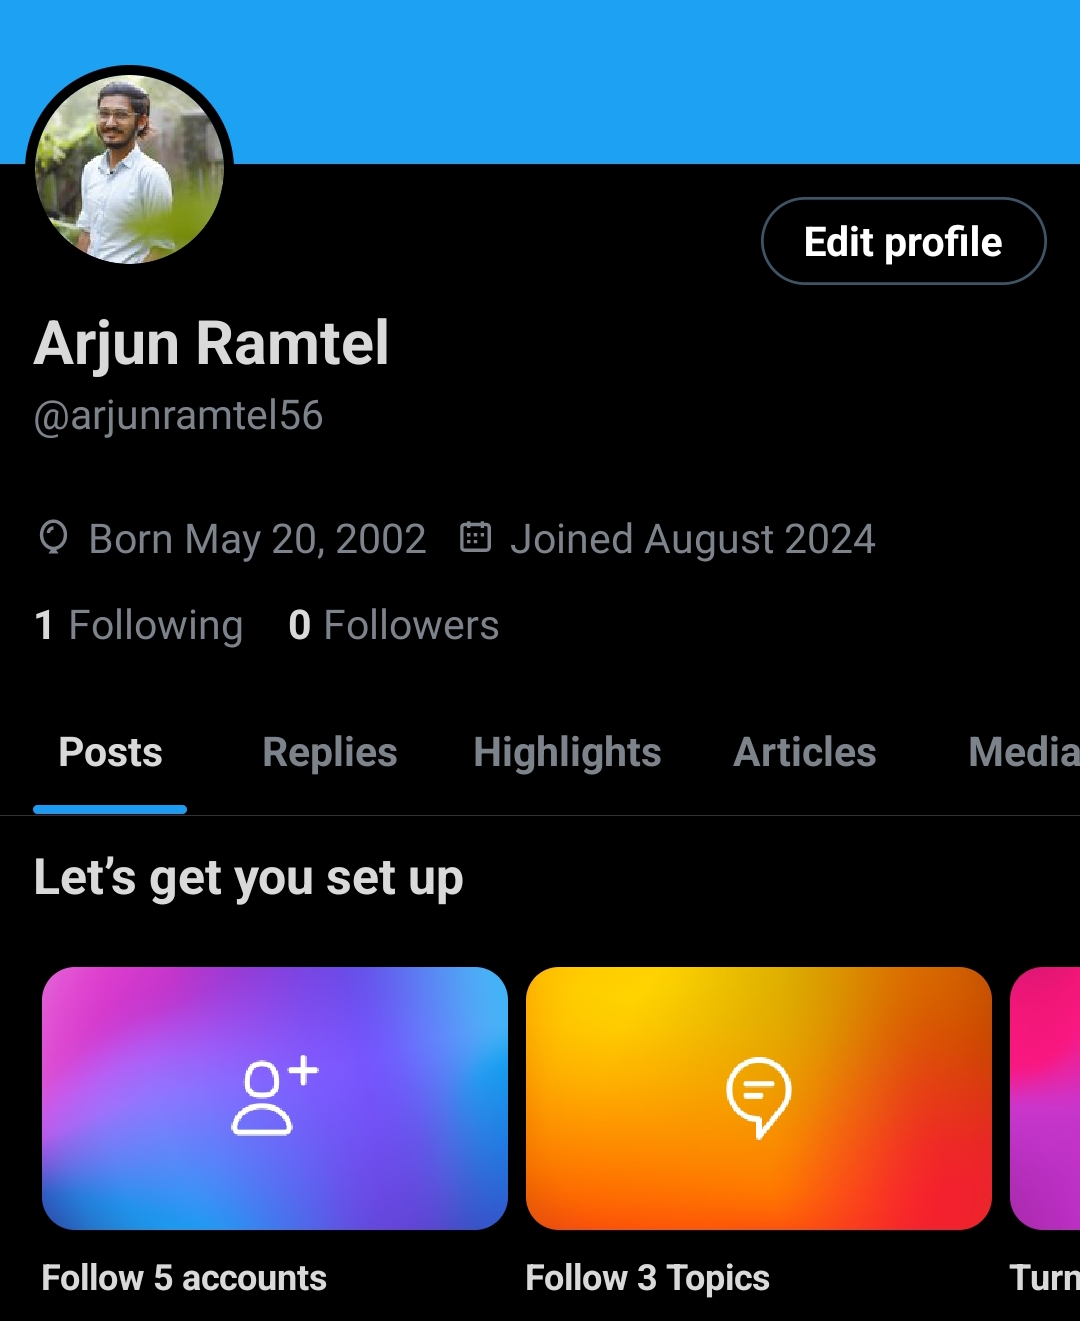 Edit profile
Arjun Ramtel
@arjunramtel56
Born May 20, 2002 Joined August 2024
1 Following 0 Followers
Posts Replies Highlights Articles Media
Let’s get you set up
Follow 5 accounts Follow 3 Topics Turn